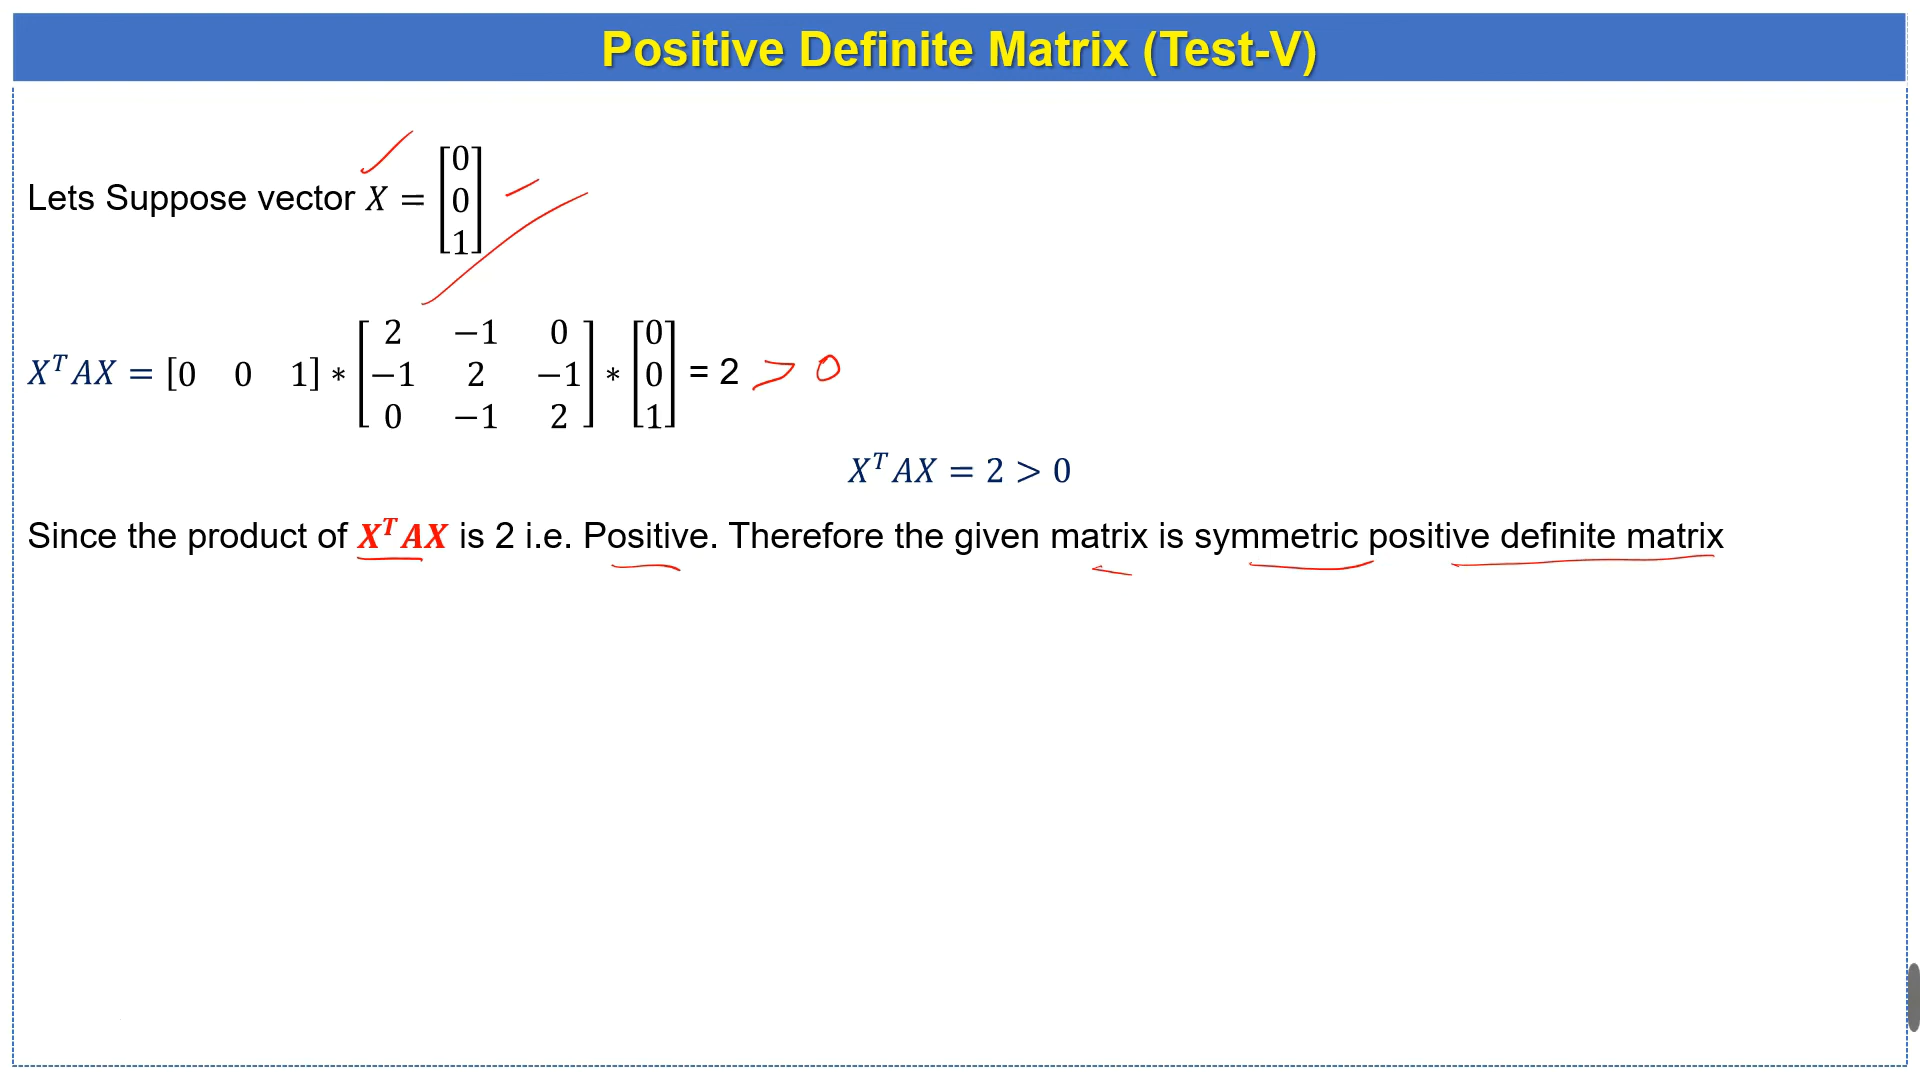 Positive Definite Matrix (Test-V)
Lets Suppose vector X = [0 0 1]
X^T AX = [0 0 1] * [2 −1 0
−1 2 −1
0 −1 2] * [0 0 1] = 2 > 0
X^T AX = 2 > 0
Since the product of X^T AX is 2 i.e. Positive. Therefore the given matrix is symmetric positive definite matrix